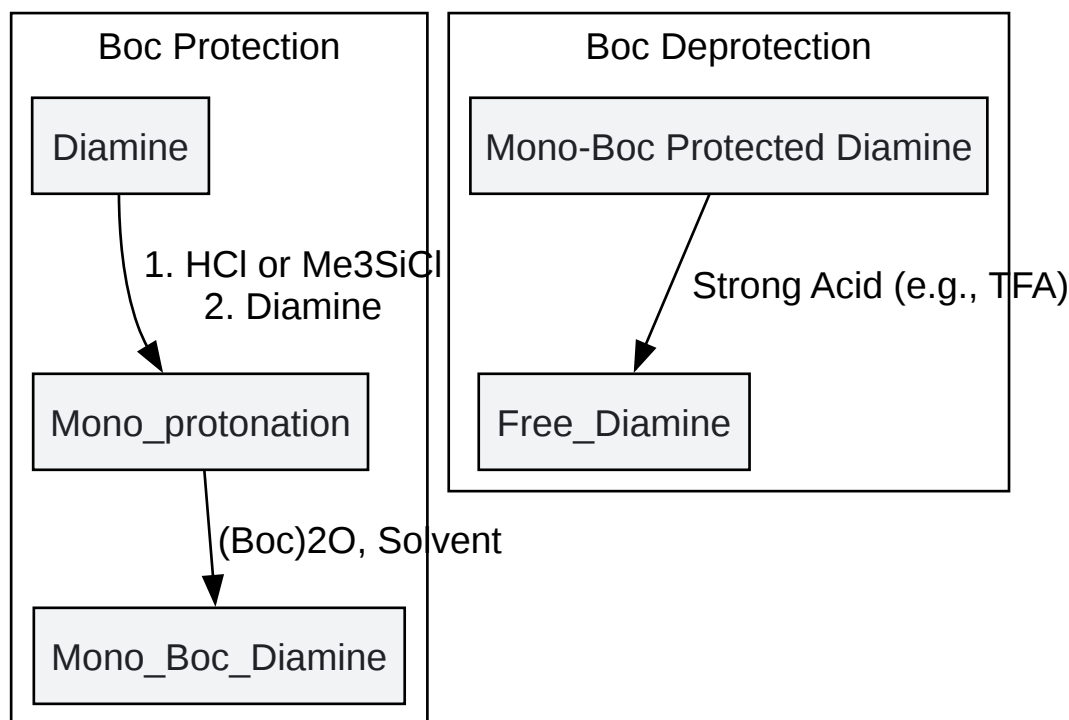 Boc Protection
Diamine
1. HCl or Me3SiCl
2. Diamine
Mono_protonation
(Boc)2O, Solvent
Mono_Boc_Diamine
Boc Deprotection
Mono-Boc Protected Diamine
Strong Acid (e.g., TFA)
Free_Diamine